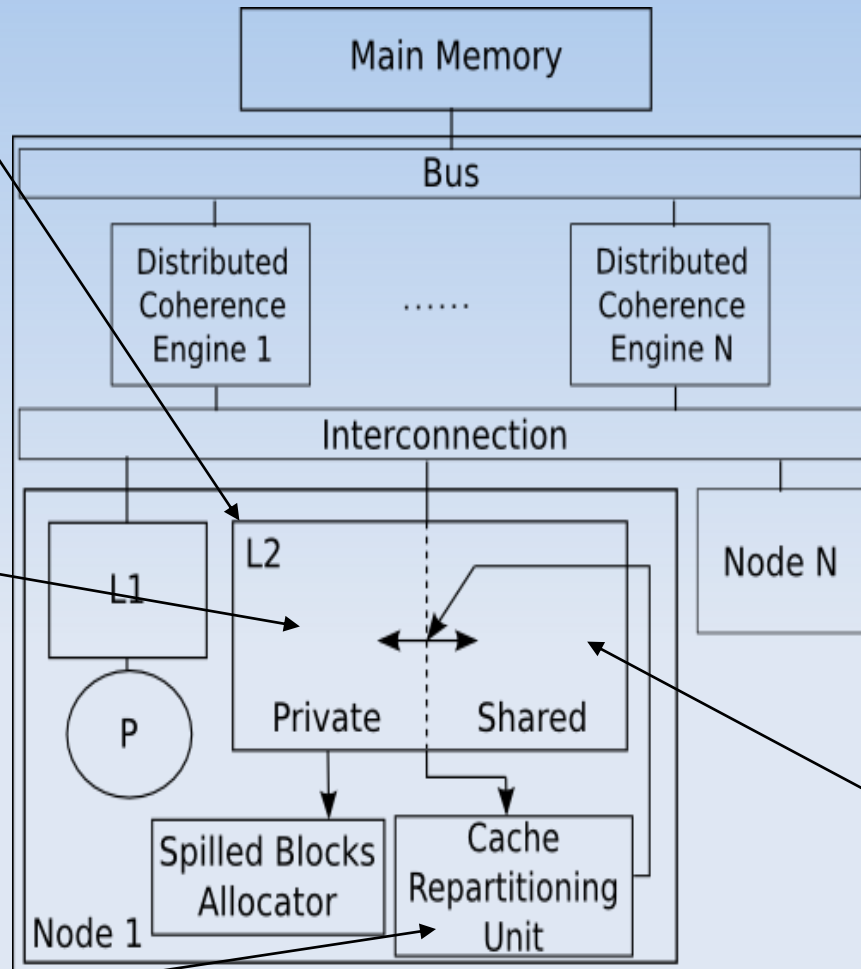 Main Memory
Bus
Distributed
Coherence
Engine 1
......
Distributed
Coherence
Engine N
Interconnection
L1
L2
Node N
P
Private
Shared
Spilled Blocks
Allocator
Cache
Repartitioning
Unit
Node 1